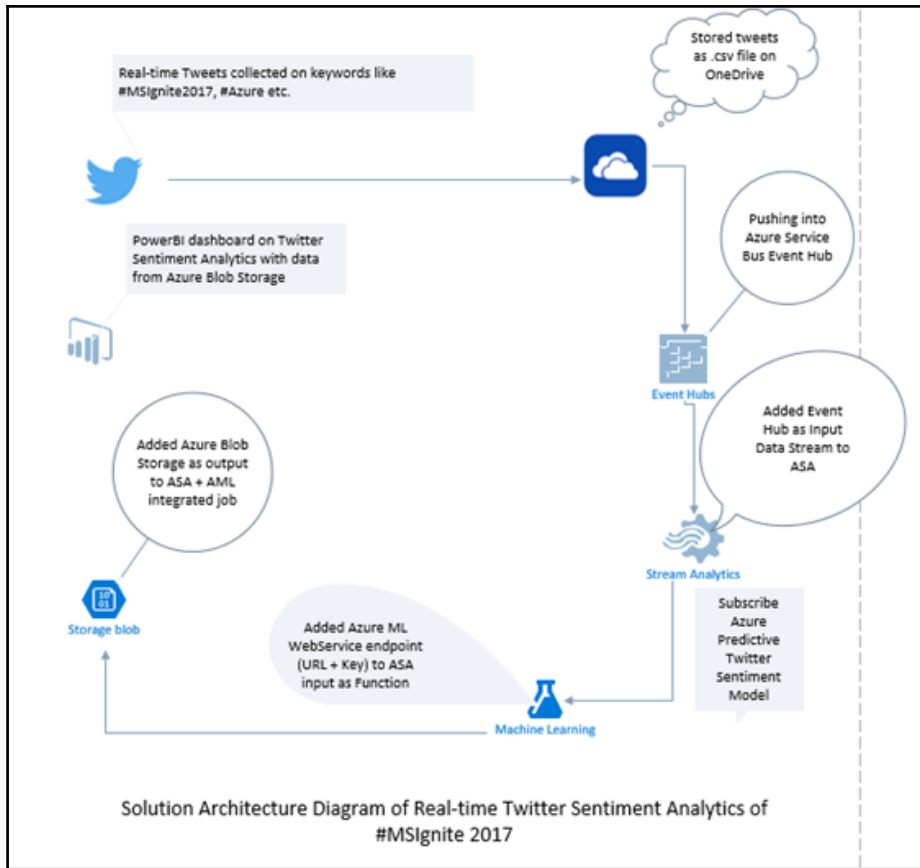 Stored tweets
as .csv file on
OneDrive
Real-time Tweets collected on keywords like
#MSIgnite2017, #Azure etc.
Pushing into
Azure Service
Bus Event Hub
PowerBI dashboard on Twitter
Sentiment Analytics with data
from Azure Blob Storage
Event Hubs
Added Event
Hub as Input
Data Stream to
ASA
Added Azure Blob
Storage as output
to ASA + AML
integrated job
Stream Analytics
10
01
Storage blob
Subscribe
Azure
Predictive
Twitter
Sentiment
Model
Added Azure ML
WebService endpoint
(URL + Key) to ASA
input as Function
Machine Learning
Solution Architecture Diagram of Real-time Twitter Sentiment Analytics of
#MSIgnite 2017